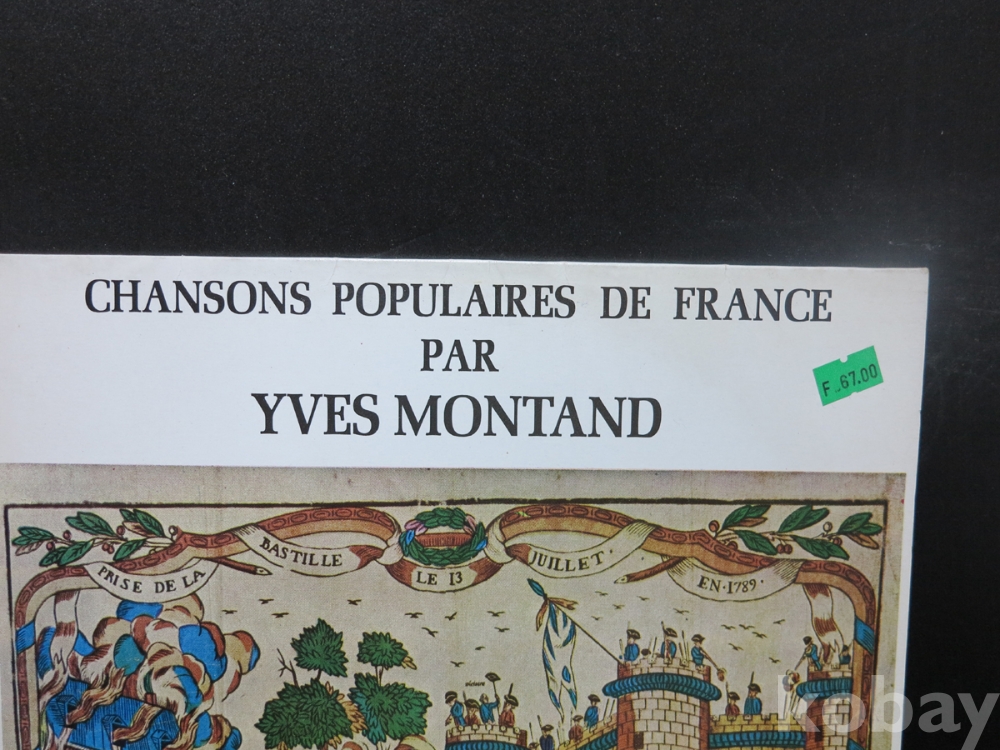 CHANSONS POPULAIRES DE FRANCE
PAR
YVES MONTAND
F ..67.00
PRISE DE LA BASTILLE LE 13 JUILLET · EN · 1789 ·
victoire
kobay